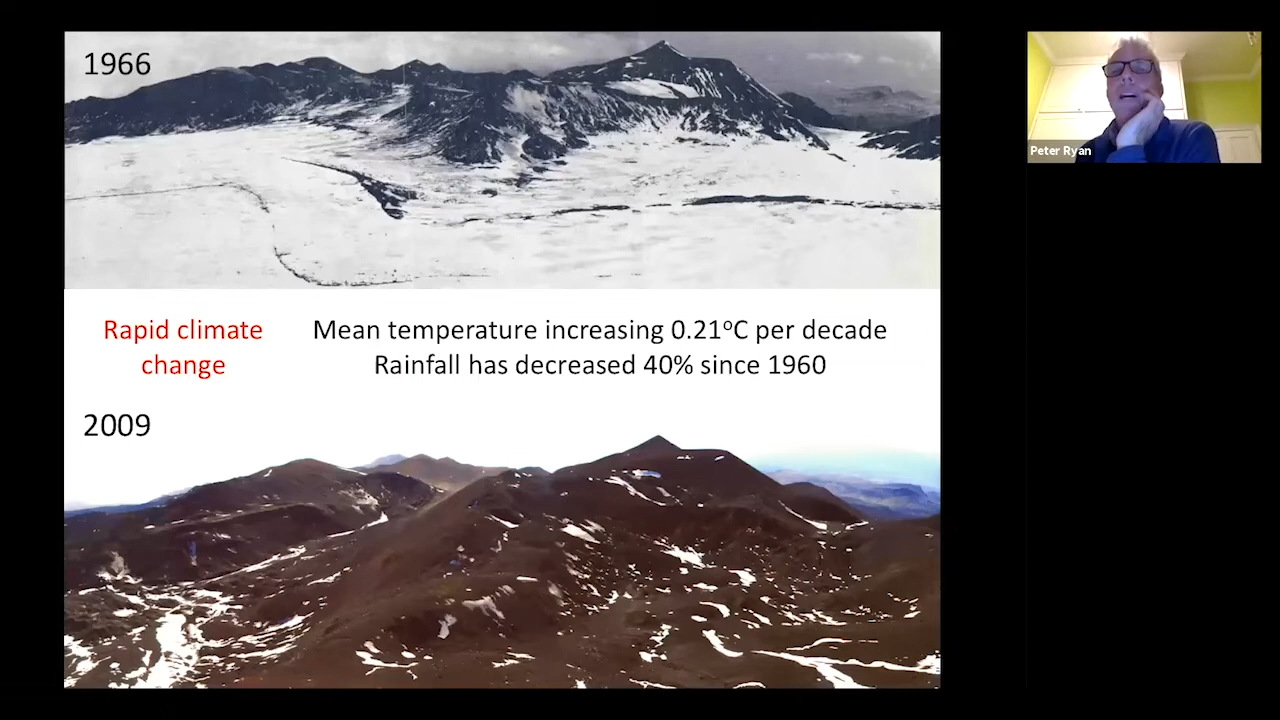 1966
Peter Ryan
Rapid climate
change
Mean temperature increasing 0.21ºC per decade
Rainfall has decreased 40% since 1960
2009